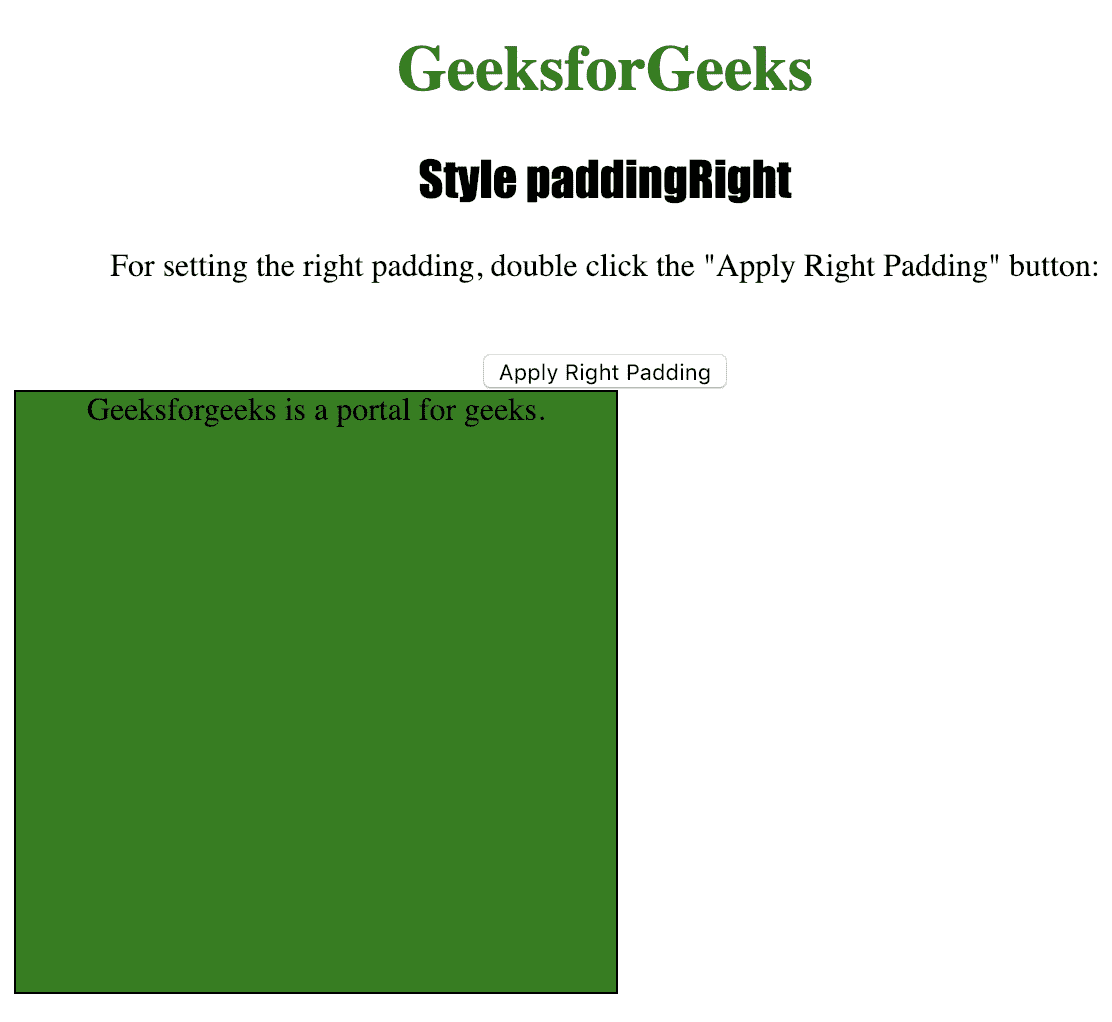 GeeksforGeeks
Style paddingRight
For setting the right padding, double click the "Apply Right Padding" button:
Apply Right Padding
Geeksforgeeks is a portal for geeks.